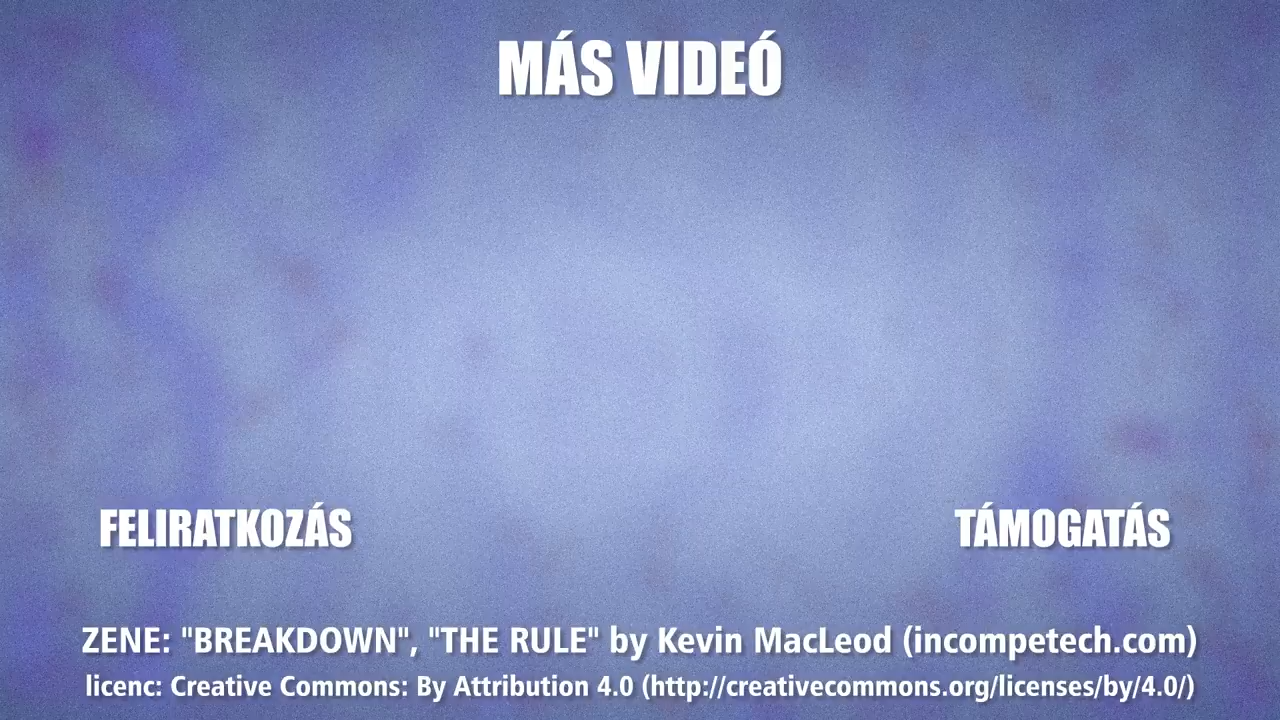 MÁS VIDEÓ
FELIRATKOZÁS
TÁMOGATÁS
ZENE: "BREAKDOWN", "THE RULE" by Kevin MacLeod (incompetech.com)
licenc: Creative Commons: By Attribution 4.0 (http://creativecommons.org/licenses/by/4.0/)